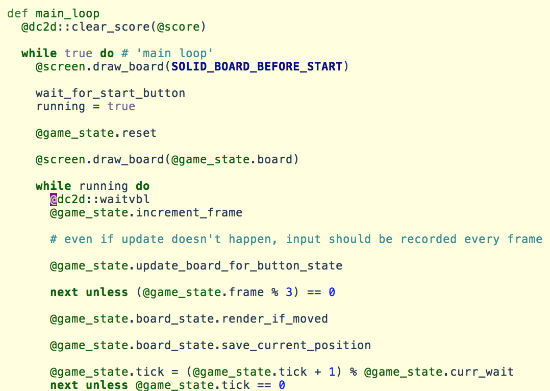 def main_loop
  @dc2d::clear_score(@score)

  while true do # 'main loop'
    @screen.draw_board(SOLID_BOARD_BEFORE_START)

    wait_for_start_button
    running = true

    @game_state.reset

    @screen.draw_board(@game_state.board)

    while running do
      @dc2d::waitvbl
      @game_state.increment_frame

      # even if update doesn't happen, input should be recorded every frame

      @game_state.update_board_for_button_state

      next unless (@game_state.frame % 3) == 0

      @game_state.board_state.render_if_moved

      @game_state.board_state.save_current_position

      @game_state.tick = (@game_state.tick + 1) % @game_state.curr_wait
      next unless @game_state.tick == 0